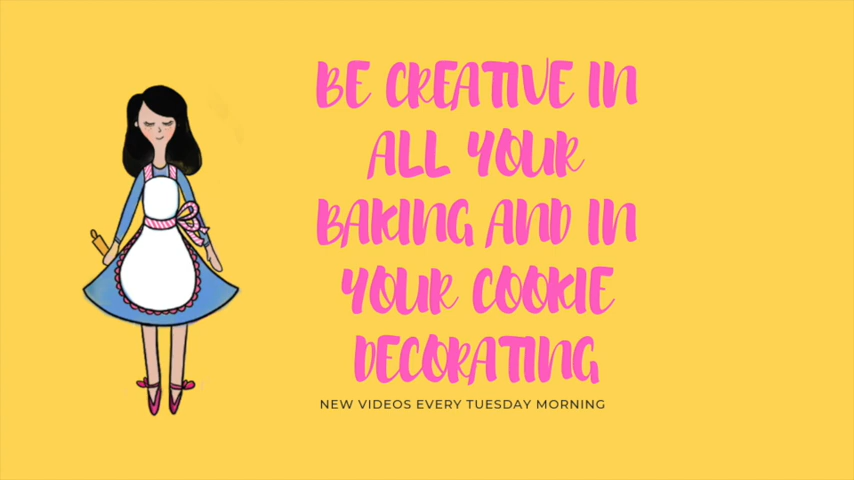 BE CREATIVE IN
ALL YOUR
BAKING AND IN
YOUR COOKIE
DECORATING
NEW VIDEOS EVERY TUESDAY MORNING